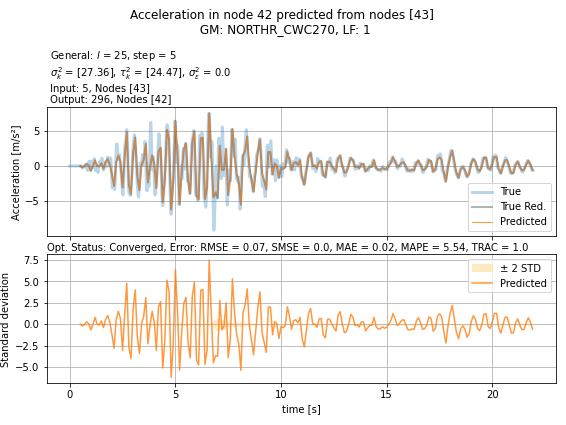 Acceleration in node 42 predicted from nodes [43]
GM: NORTHR_CWC270, LF: 1
General: l = 25, step = 5
σ²ₖ = [27.36], τ²ₖ = [24.47], σ²ε = 0.0
Input: 5, Nodes [43]
Output: 296, Nodes [42]
Acceleration [m/s²]
5
0
−5
True
True Red.
Predicted
Opt. Status: Converged, Error: RMSE = 0.07, SMSE = 0.0, MAE = 0.02, MAPE = 5.54, TRAC = 1.0
Standard deviation
7.5
5.0
2.5
0.0
−2.5
−5.0
± 2 STD
Predicted
0 5 10 15 20
time [s]